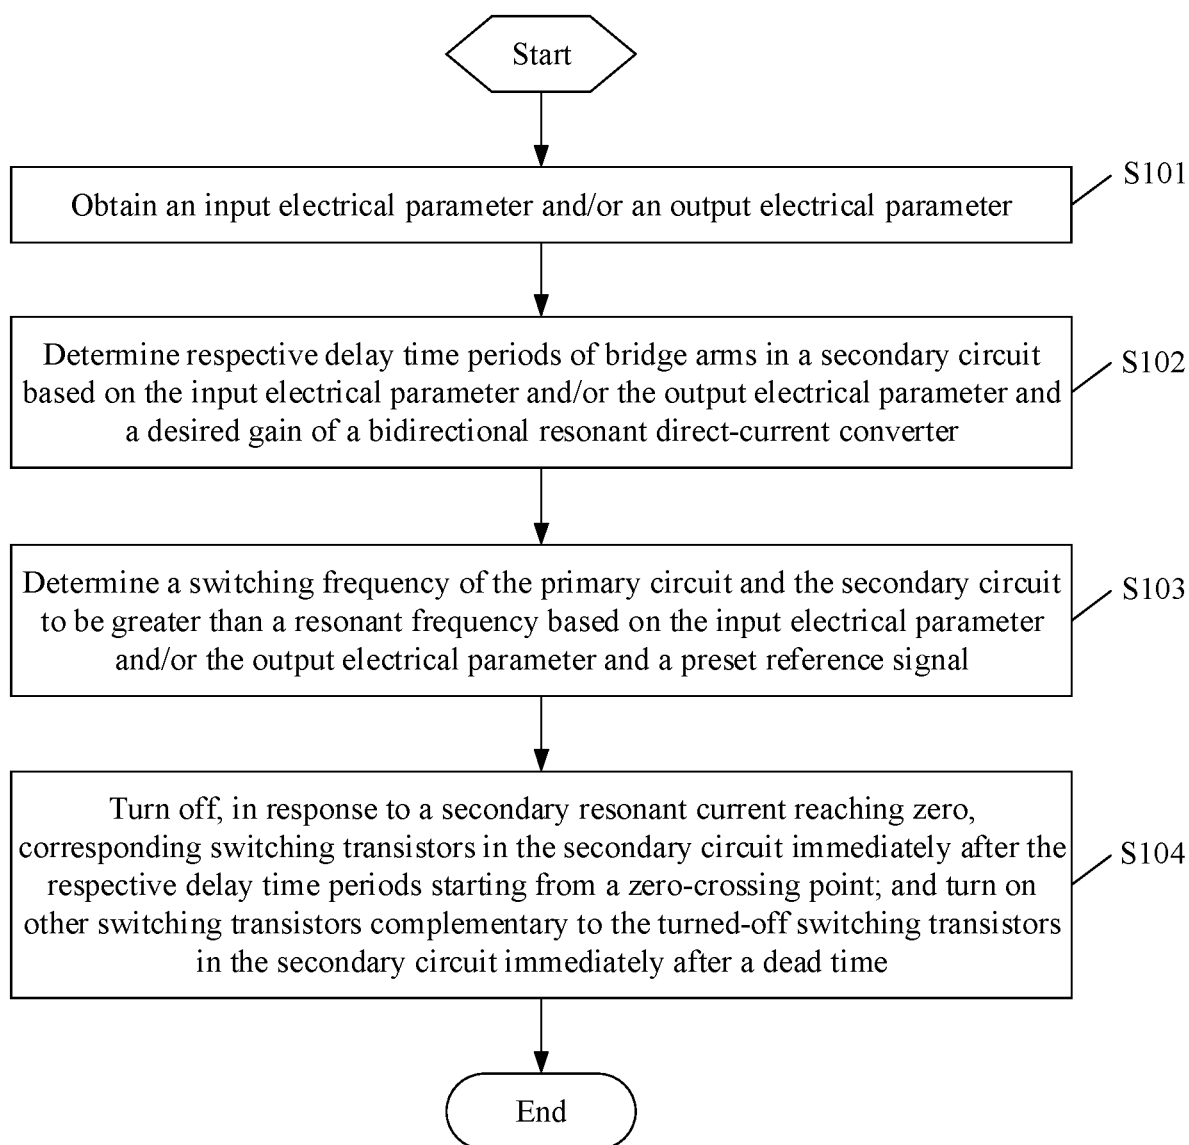 Start
Obtain an input electrical parameter and/or an output electrical parameter
S101
Determine respective delay time periods of bridge arms in a secondary circuit
based on the input electrical parameter and/or the output electrical parameter and
a desired gain of a bidirectional resonant direct-current converter
S102
Determine a switching frequency of the primary circuit and the secondary circuit
to be greater than a resonant frequency based on the input electrical parameter
and/or the output electrical parameter and a preset reference signal
S103
Turn off, in response to a secondary resonant current reaching zero,
corresponding switching transistors in the secondary circuit immediately after the
respective delay time periods starting from a zero-crossing point; and turn on
other switching transistors complementary to the turned-off switching transistors
in the secondary circuit immediately after a dead time
S104
End